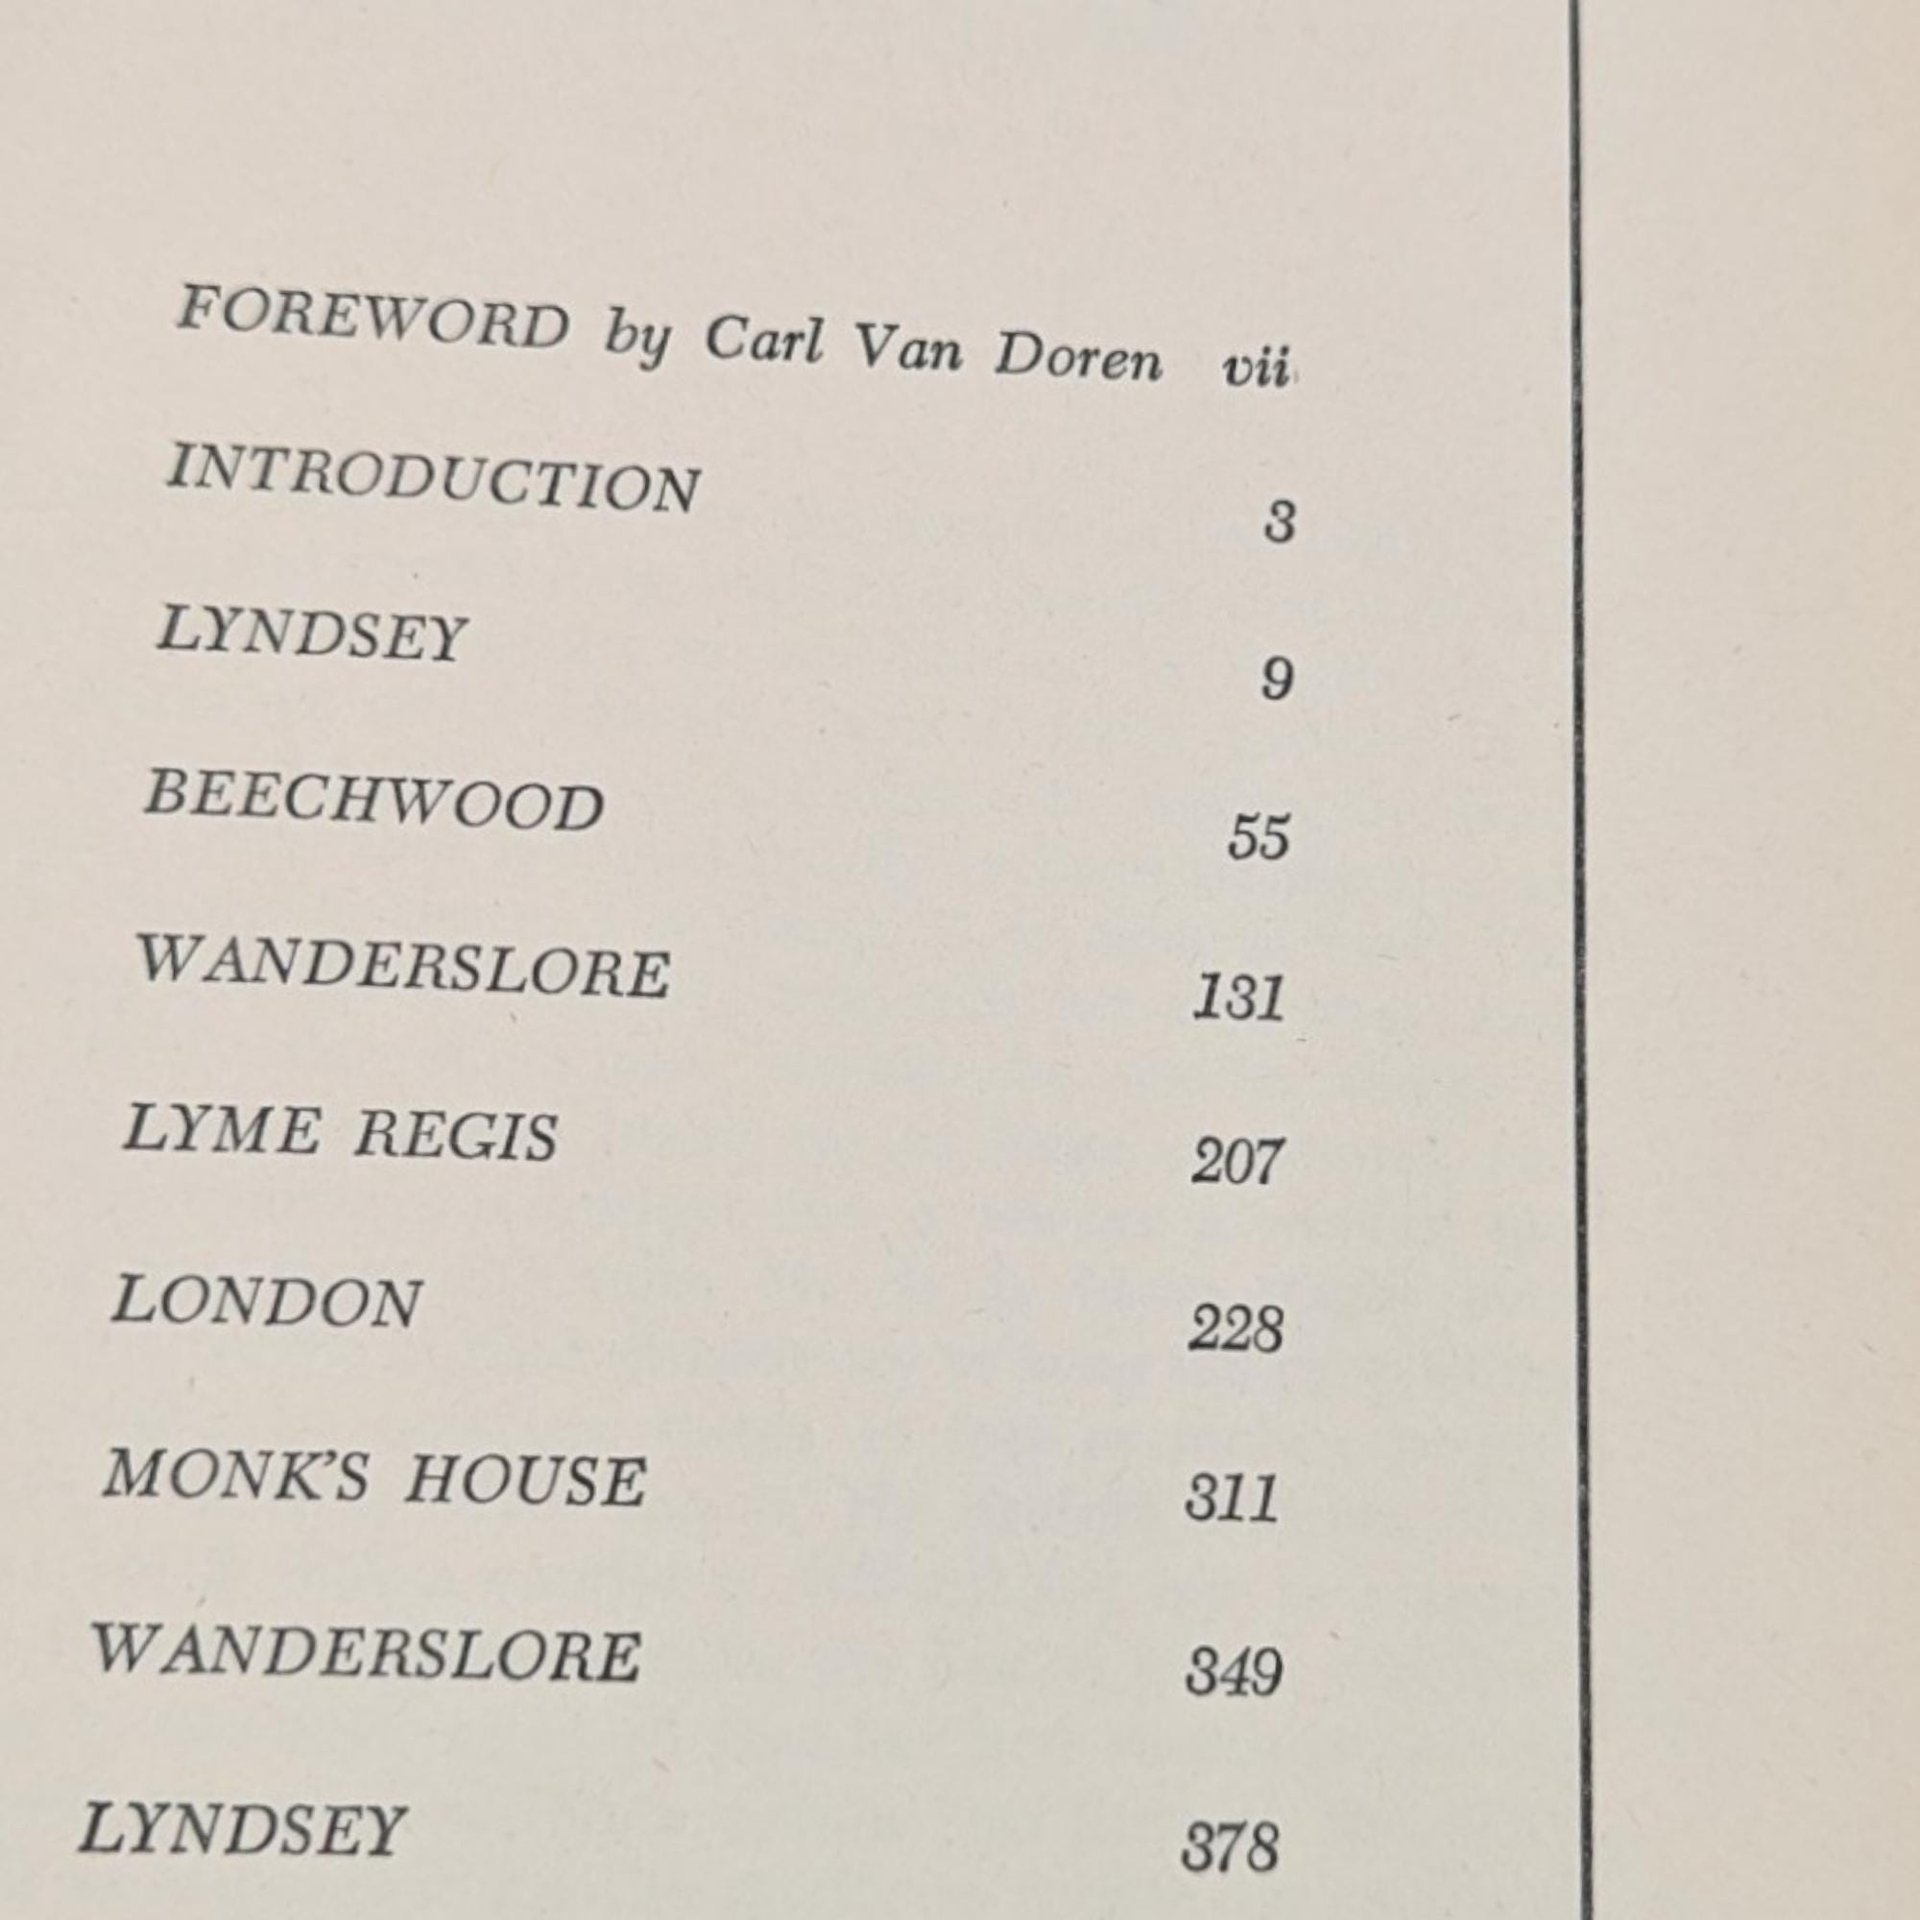 FOREWORD by Carl Van Doren vii
INTRODUCTION 3
LYNDSEY 9
BEECHWOOD 55
WANDERSLORE 131
LYME REGIS 207
LONDON 228
MONK'S HOUSE 311
WANDERSLORE 349
LYNDSEY 378